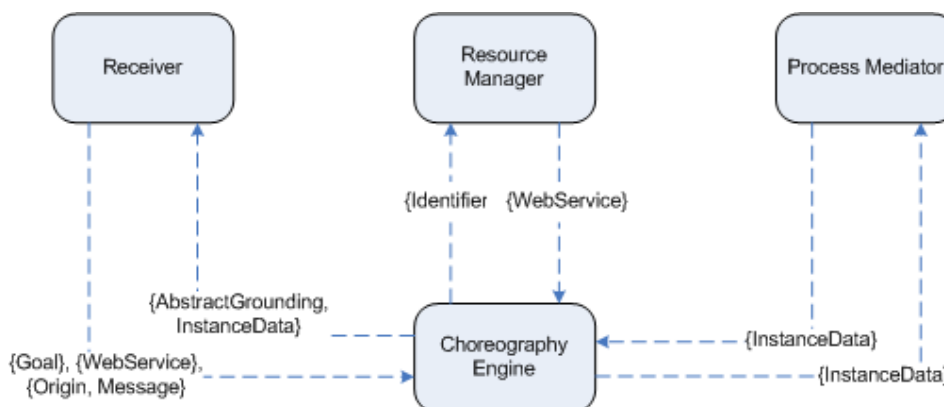 Receiver
Resource
Manager
Process Mediator
{Identifier
{WebService}
{AbstractGrounding,
InstanceData}
Choreography
Engine
{InstanceData}
{Goal}, {WebService},
{Origin, Message}
{InstanceData}